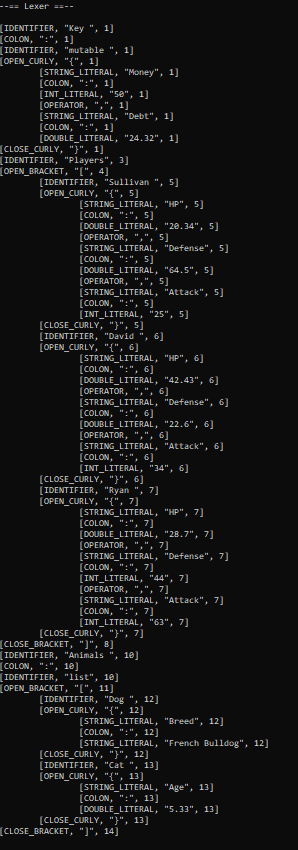 --== Lexer ==--
[IDENTIFIER, "Key ", 1]
[COLON, ":", 1]
[IDENTIFIER, "mutable ", 1]
[OPEN_CURLY, "{", 1]
[STRING_LITERAL, "Money", 1]
[COLON, ":", 1]
[INT_LITERAL, "50", 1]
[OPERATOR, ",", 1]
[STRING_LITERAL, "Debt", 1]
[COLON, ":", 1]
[DOUBLE_LITERAL, "24.32", 1]
[CLOSE_CURLY, "}", 1]
[IDENTIFIER, "Players", 3]
[OPEN_BRACKET, "[", 4]
[IDENTIFIER, "Sullivan ", 5]
[OPEN_CURLY, "{", 5]
[STRING_LITERAL, "HP", 5]
[COLON, ":", 5]
[DOUBLE_LITERAL, "20.34", 5]
[OPERATOR, ",", 5]
[STRING_LITERAL, "Defense", 5]
[COLON, ":", 5]
[DOUBLE_LITERAL, "64.5", 5]
[OPERATOR, ",", 5]
[STRING_LITERAL, "Attack", 5]
[COLON, ":", 5]
[INT_LITERAL, "25", 5]
[CLOSE_CURLY, "}", 5]
[IDENTIFIER, "David ", 6]
[OPEN_CURLY, "{", 6]
[STRING_LITERAL, "HP", 6]
[COLON, ":", 6]
[DOUBLE_LITERAL, "42.43", 6]
[OPERATOR, ",", 6]
[STRING_LITERAL, "Defense", 6]
[COLON, ":", 6]
[DOUBLE_LITERAL, "22.6", 6]
[OPERATOR, ",", 6]
[STRING_LITERAL, "Attack", 6]
[COLON, ":", 6]
[INT_LITERAL, "34", 6]
[CLOSE_CURLY, "}", 6]
[IDENTIFIER, "Ryan ", 7]
[OPEN_CURLY, "{", 7]
[STRING_LITERAL, "HP", 7]
[COLON, ":", 7]
[DOUBLE_LITERAL, "28.7", 7]
[OPERATOR, ",", 7]
[STRING_LITERAL, "Defense", 7]
[COLON, ":", 7]
[INT_LITERAL, "44", 7]
[OPERATOR, ",", 7]
[STRING_LITERAL, "Attack", 7]
[COLON, ":", 7]
[INT_LITERAL, "63", 7]
[CLOSE_CURLY, "}", 7]
[CLOSE_BRACKET, "]", 8]
[IDENTIFIER, "Animals ", 10]
[COLON, ":", 10]
[IDENTIFIER, "list", 10]
[OPEN_BRACKET, "[", 11]
[IDENTIFIER, "Dog ", 12]
[OPEN_CURLY, "{", 12]
[STRING_LITERAL, "Breed", 12]
[COLON, ":", 12]
[STRING_LITERAL, "French Bulldog", 12]
[CLOSE_CURLY, "}", 12]
[IDENTIFIER, "Cat ", 13]
[OPEN_CURLY, "{", 13]
[STRING_LITERAL, "Age", 13]
[COLON, ":", 13]
[DOUBLE_LITERAL, "5.33", 13]
[CLOSE_CURLY, "}", 13]
[CLOSE_BRACKET, "]", 14]